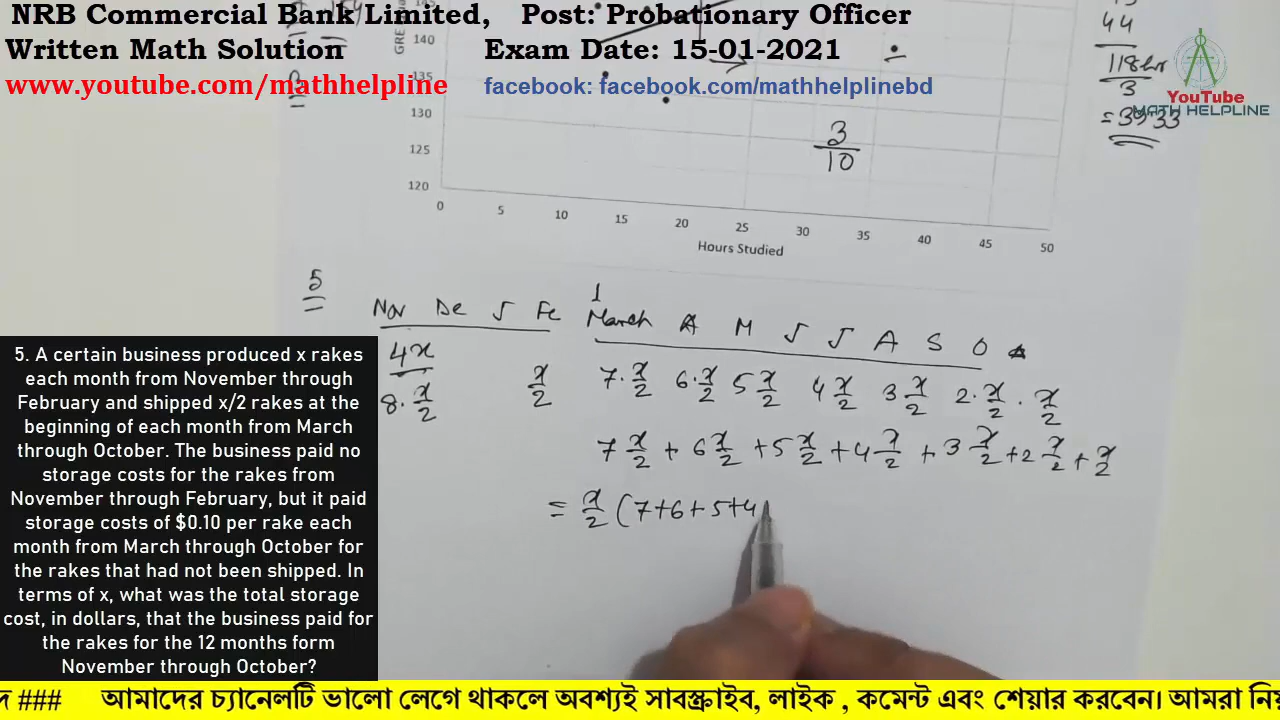 NRB Commercial Bank Limited, Post: Probationary Officer
Written Math Solution Exam Date: 15-01-2021
www.youtube.com/mathhelpline facebook: facebook.com/mathhelplinebd
44
118hr
3
=39.33
YouTube
MATH HELPLINE
GRE
140
135
130
125
120
3
10
0 5 10 15 20 25 30 35 40 45 50
Hours Studied
5
1
Nov De J Fe March A M J J A S O
4x
8·x/2 x/2 7·x/2 6·x/2 5x/2 4x/2 3x/2 2·x/2 · x/2
7x/2 + 6x/2 + 5x/2 + 4x/2 + 3x/2 + 2x/2 + x/2
= x/2 (7+6+5+4
5. A certain business produced x rakes
each month from November through
February and shipped x/2 rakes at the
beginning of each month from March
through October. The business paid no
storage costs for the rakes from
November through February, but it paid
storage costs of $0.10 per rake each
month from March through October for
the rakes that had not been shipped. In
terms of x, what was the total storage
cost, in dollars, that the business paid for
the rakes for the 12 months form
November through October?
### আমাদের চ্যানেলটি ভালো লেগে থাকলে অবশ্যই সাবস্ক্রাইব, লাইক , কমেন্ট এবং শেয়ার করবেন। আমরা